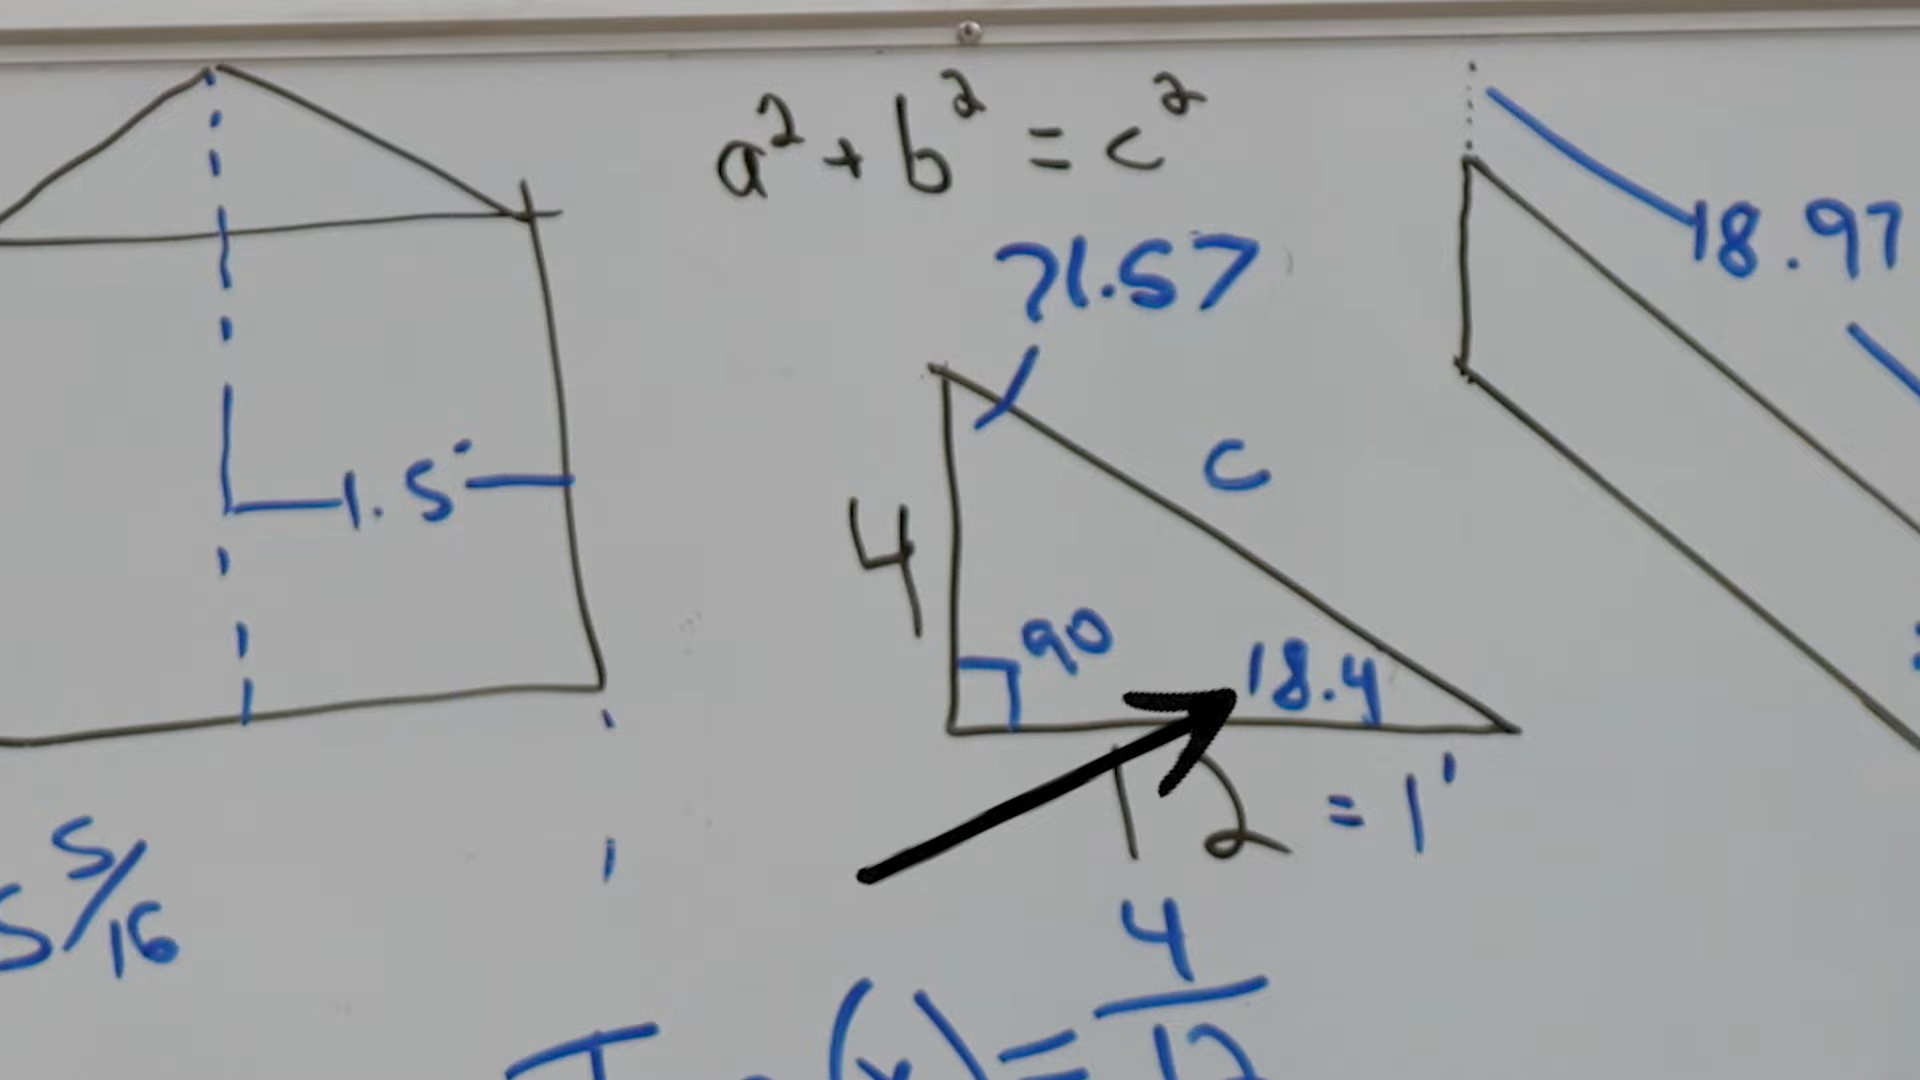 a² + b² = c²
71.57
18.97
c
1.5
4
90
18.4
12 = 1'
5/16
(x) = 4/12